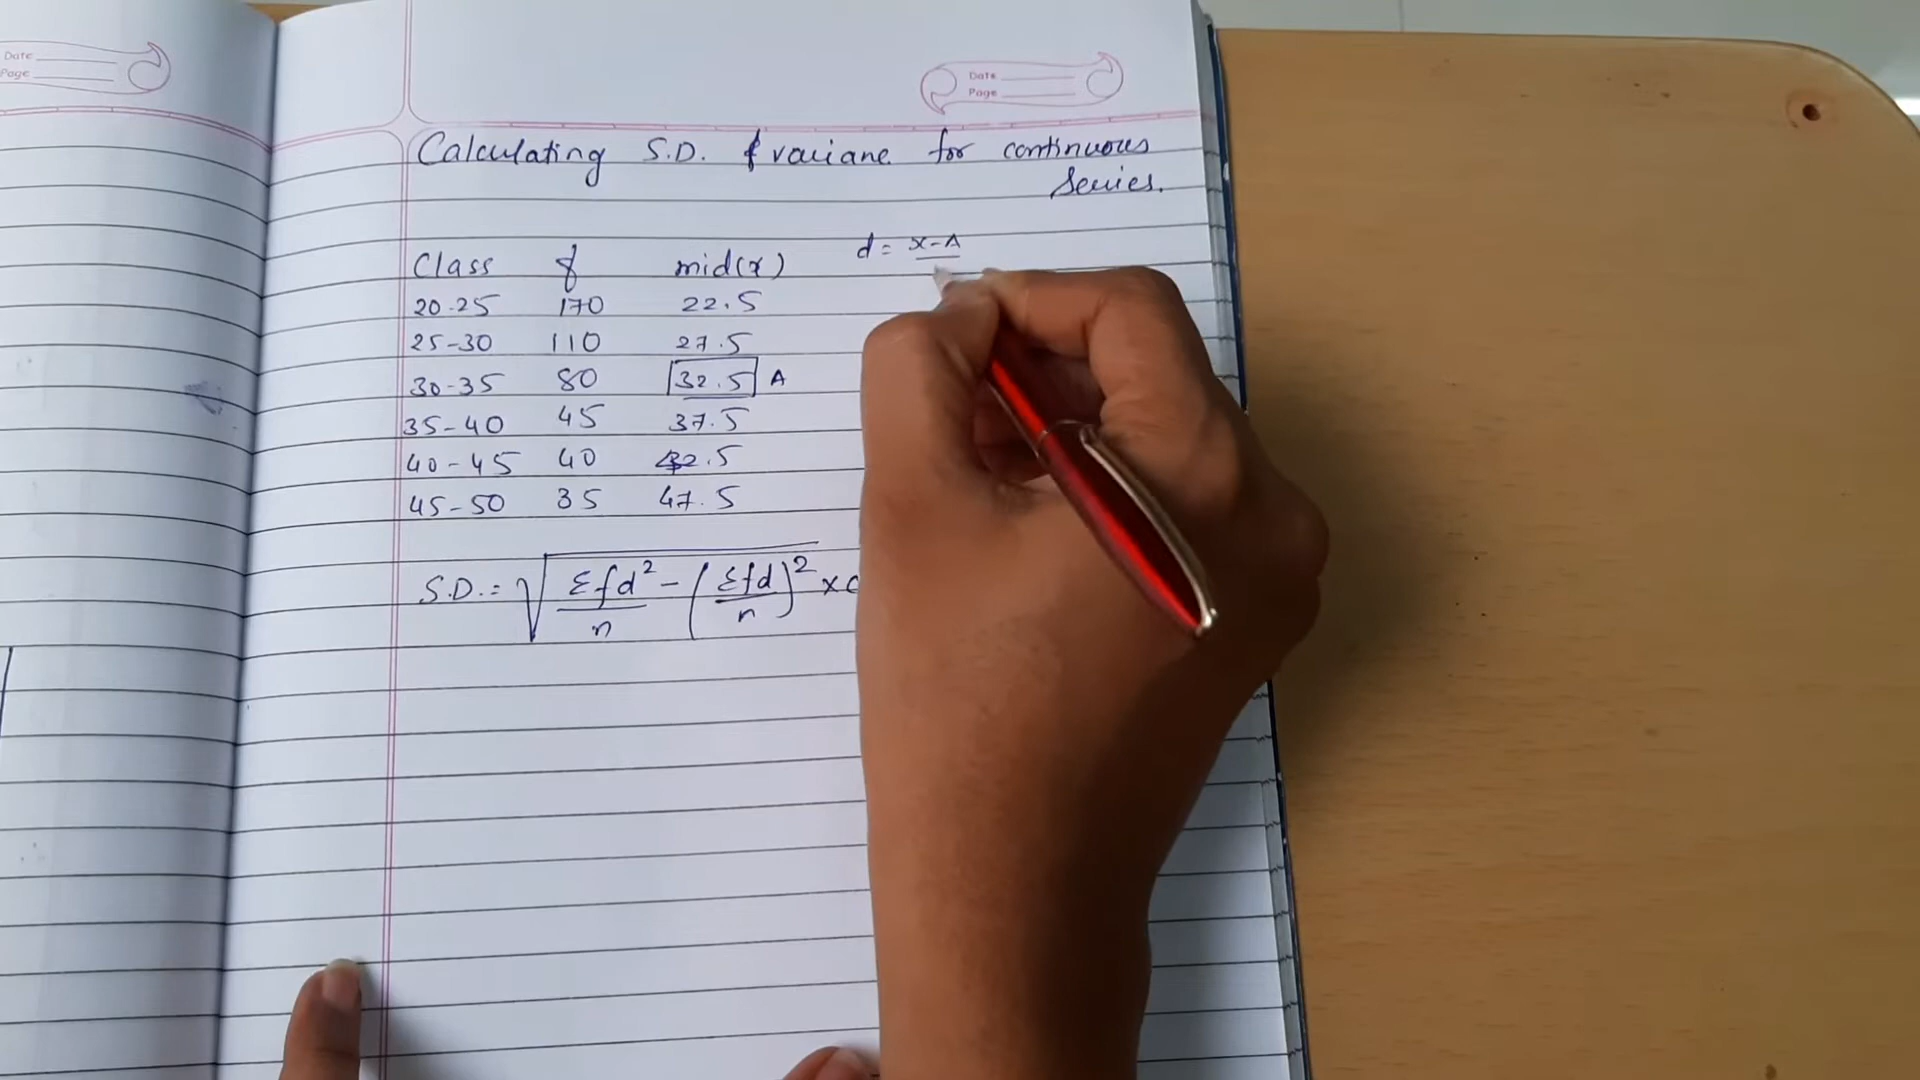 Date
Page
Date
Page
Calculating S.D. & variane for continuous
Series.
Class f mid(x) d = x-A
20-25 170 22.5
25-30 110 27.5
30-35 80 32.5 A
35-40 45 37.5
40-45 40 42.5
45-50 35 47.5
S.D. = √ Σfd²/n - (Σfd/n)² x c